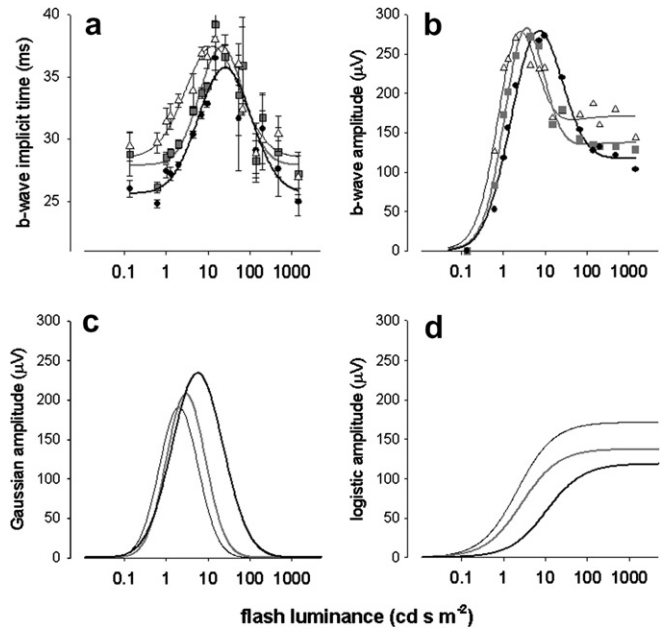 a
b-wave implicit time (ms)
40
35
30
25
0.1 1 10 100 1000
b
b-wave amplitude (µV)
300
250
200
150
100
50
0
0.1 1 10 100 1000
c
Gaussian amplitude (µV)
300
250
200
150
100
50
0
0.1 1 10 100 1000
d
logistic amplitude (µV)
300
250
200
150
100
50
0
0.1 1 10 100 1000
flash luminance (cd s m-2)